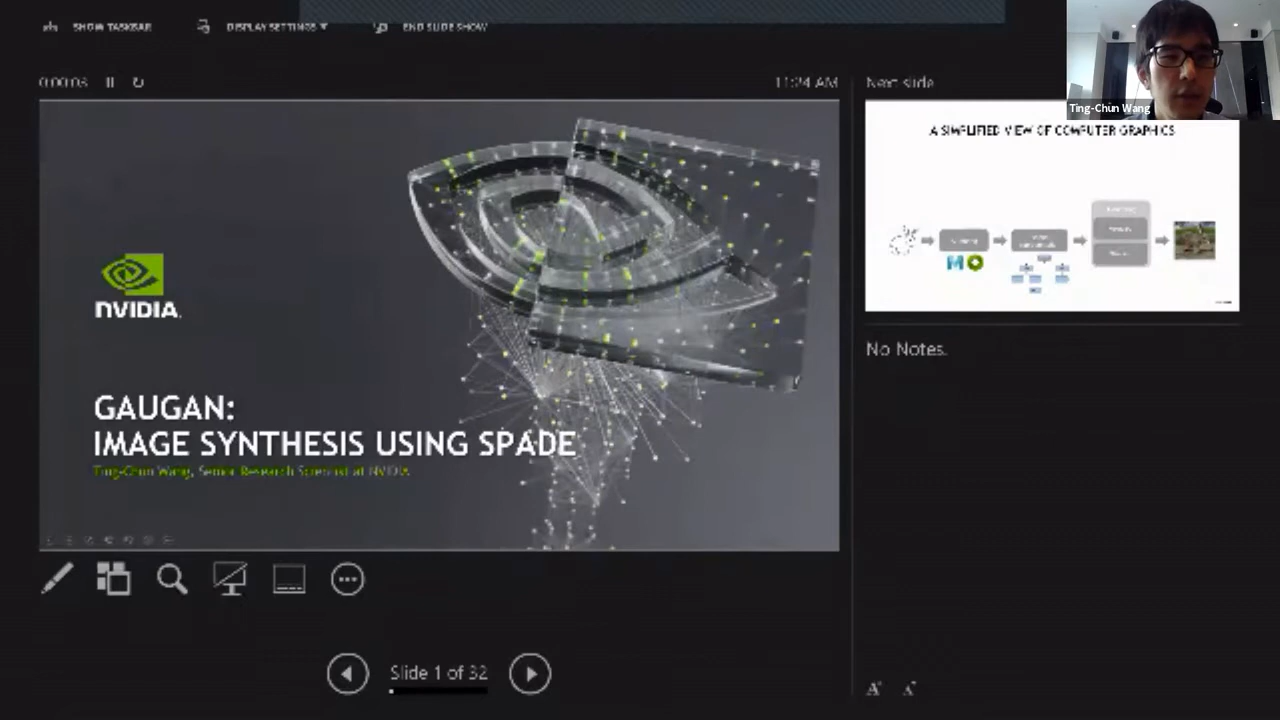 SHOW TASKBAR
DISPLAY SETTINGS ▼
END SLIDE SHOW
0:00:03
11:24 AM
Next slide
Ting-Chun Wang
A SIMPLIFIED VIEW OF COMPUTER GRAPHICS
NVIDIA.
GAUGAN:
IMAGE SYNTHESIS USING SPADE
Ting-Chun Wang, Senior Research Scientist at NVIDIA
No Notes.
Slide 1 of 32
A
A